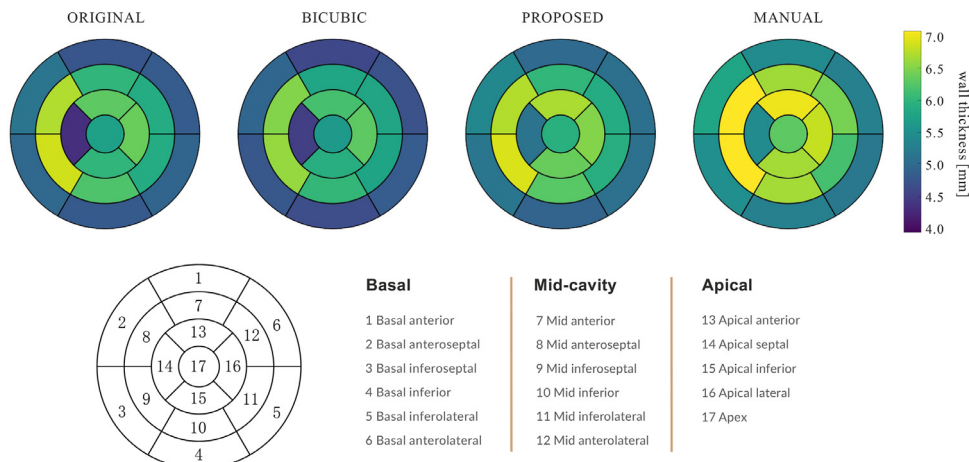 ORIGINAL
BICUBIC
PROPOSED
MANUAL
7.0
6.5
6.0
5.5
5.0
4.5
4.0
wall thickness [mm]
1
2
7
6
8
13
12
14
17
16
9
15
11
3
10
5
4
Basal
1 Basal anterior
2 Basal anteroseptal
3 Basal inferoseptal
4 Basal inferior
5 Basal inferolateral
6 Basal anterolateral
Mid-cavity
7 Mid anterior
8 Mid anteroseptal
9 Mid inferoseptal
10 Mid inferior
11 Mid inferolateral
12 Mid anterolateral
Apical
13 Apical anterior
14 Apical septal
15 Apical inferior
16 Apical lateral
17 Apex